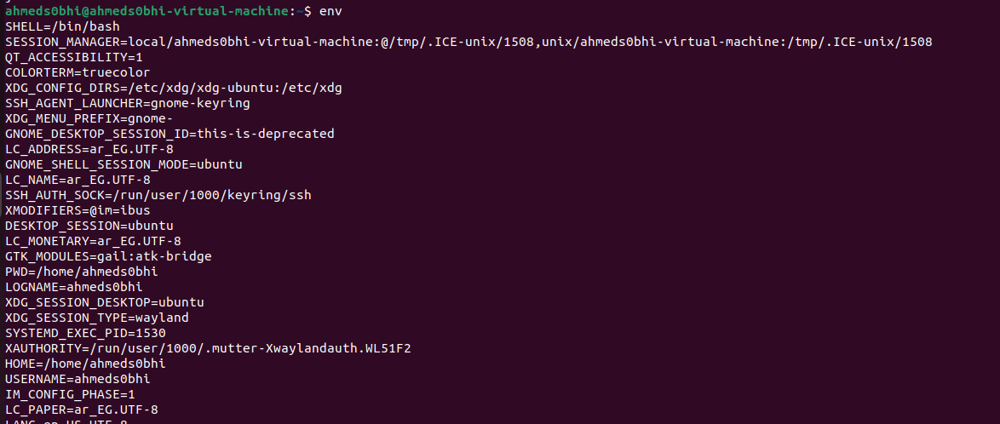 ahmeds0bhi@ahmeds0bhi-virtual-machine:~$ env
SHELL=/bin/bash
SESSION_MANAGER=local/ahmeds0bhi-virtual-machine:@/tmp/.ICE-unix/1508,unix/ahmeds0bhi-virtual-machine:/tmp/.ICE-unix/1508
QT_ACCESSIBILITY=1
COLORTERM=truecolor
XDG_CONFIG_DIRS=/etc/xdg/xdg-ubuntu:/etc/xdg
SSH_AGENT_LAUNCHER=gnome-keyring
XDG_MENU_PREFIX=gnome-
GNOME_DESKTOP_SESSION_ID=this-is-deprecated
LC_ADDRESS=ar_EG.UTF-8
GNOME_SHELL_SESSION_MODE=ubuntu
LC_NAME=ar_EG.UTF-8
SSH_AUTH_SOCK=/run/user/1000/keyring/ssh
XMODIFIERS=@im=ibus
DESKTOP_SESSION=ubuntu
LC_MONETARY=ar_EG.UTF-8
GTK_MODULES=gail:atk-bridge
PWD=/home/ahmeds0bhi
LOGNAME=ahmeds0bhi
XDG_SESSION_DESKTOP=ubuntu
XDG_SESSION_TYPE=wayland
SYSTEMD_EXEC_PID=1530
XAUTHORITY=/run/user/1000/.mutter-Xwaylandauth.WL51F2
HOME=/home/ahmeds0bhi
USERNAME=ahmeds0bhi
IM_CONFIG_PHASE=1
LC_PAPER=ar_EG.UTF-8
LANG=en_US.UTF-8